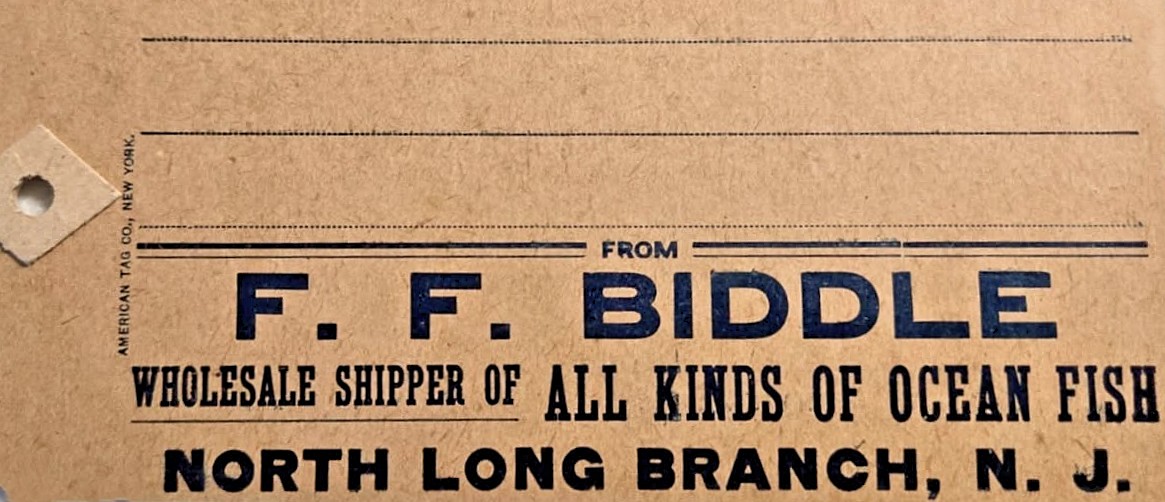 AMERICAN TAG CO., NEW YORK.
FROM
F. F. BIDDLE
WHOLESALE SHIPPER OF ALL KINDS OF OCEAN FISH
NORTH LONG BRANCH, N. J.